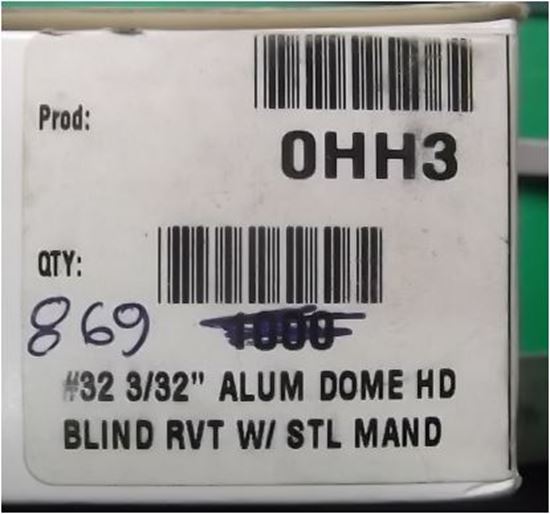 Prod:
0HH3
QTY:
869 1000
#32 3/32" ALUM DOME HD
BLIND RVT W/ STL MAND